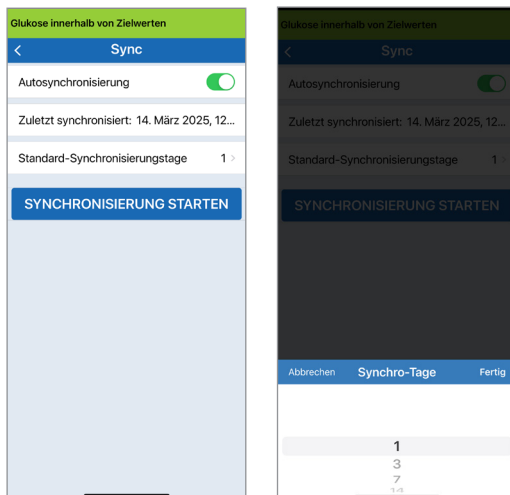 Glukose innerhalb von Zielwerten
Sync
Autosynchronisierung
Zuletzt synchronisiert: 14. März 2025, 12...
Standard-Synchronisierungstage 1
SYNCHRONISIERUNG STARTEN
Glukose innerhalb von Zielwerten
Sync
Autosynchronisierung
Zuletzt synchronisiert: 14. März 2025, 12...
Standard-Synchronisierungstage 1
SYNCHRONISIERUNG STARTEN
Abbrechen Synchro-Tage Fertig
1
3
7
14